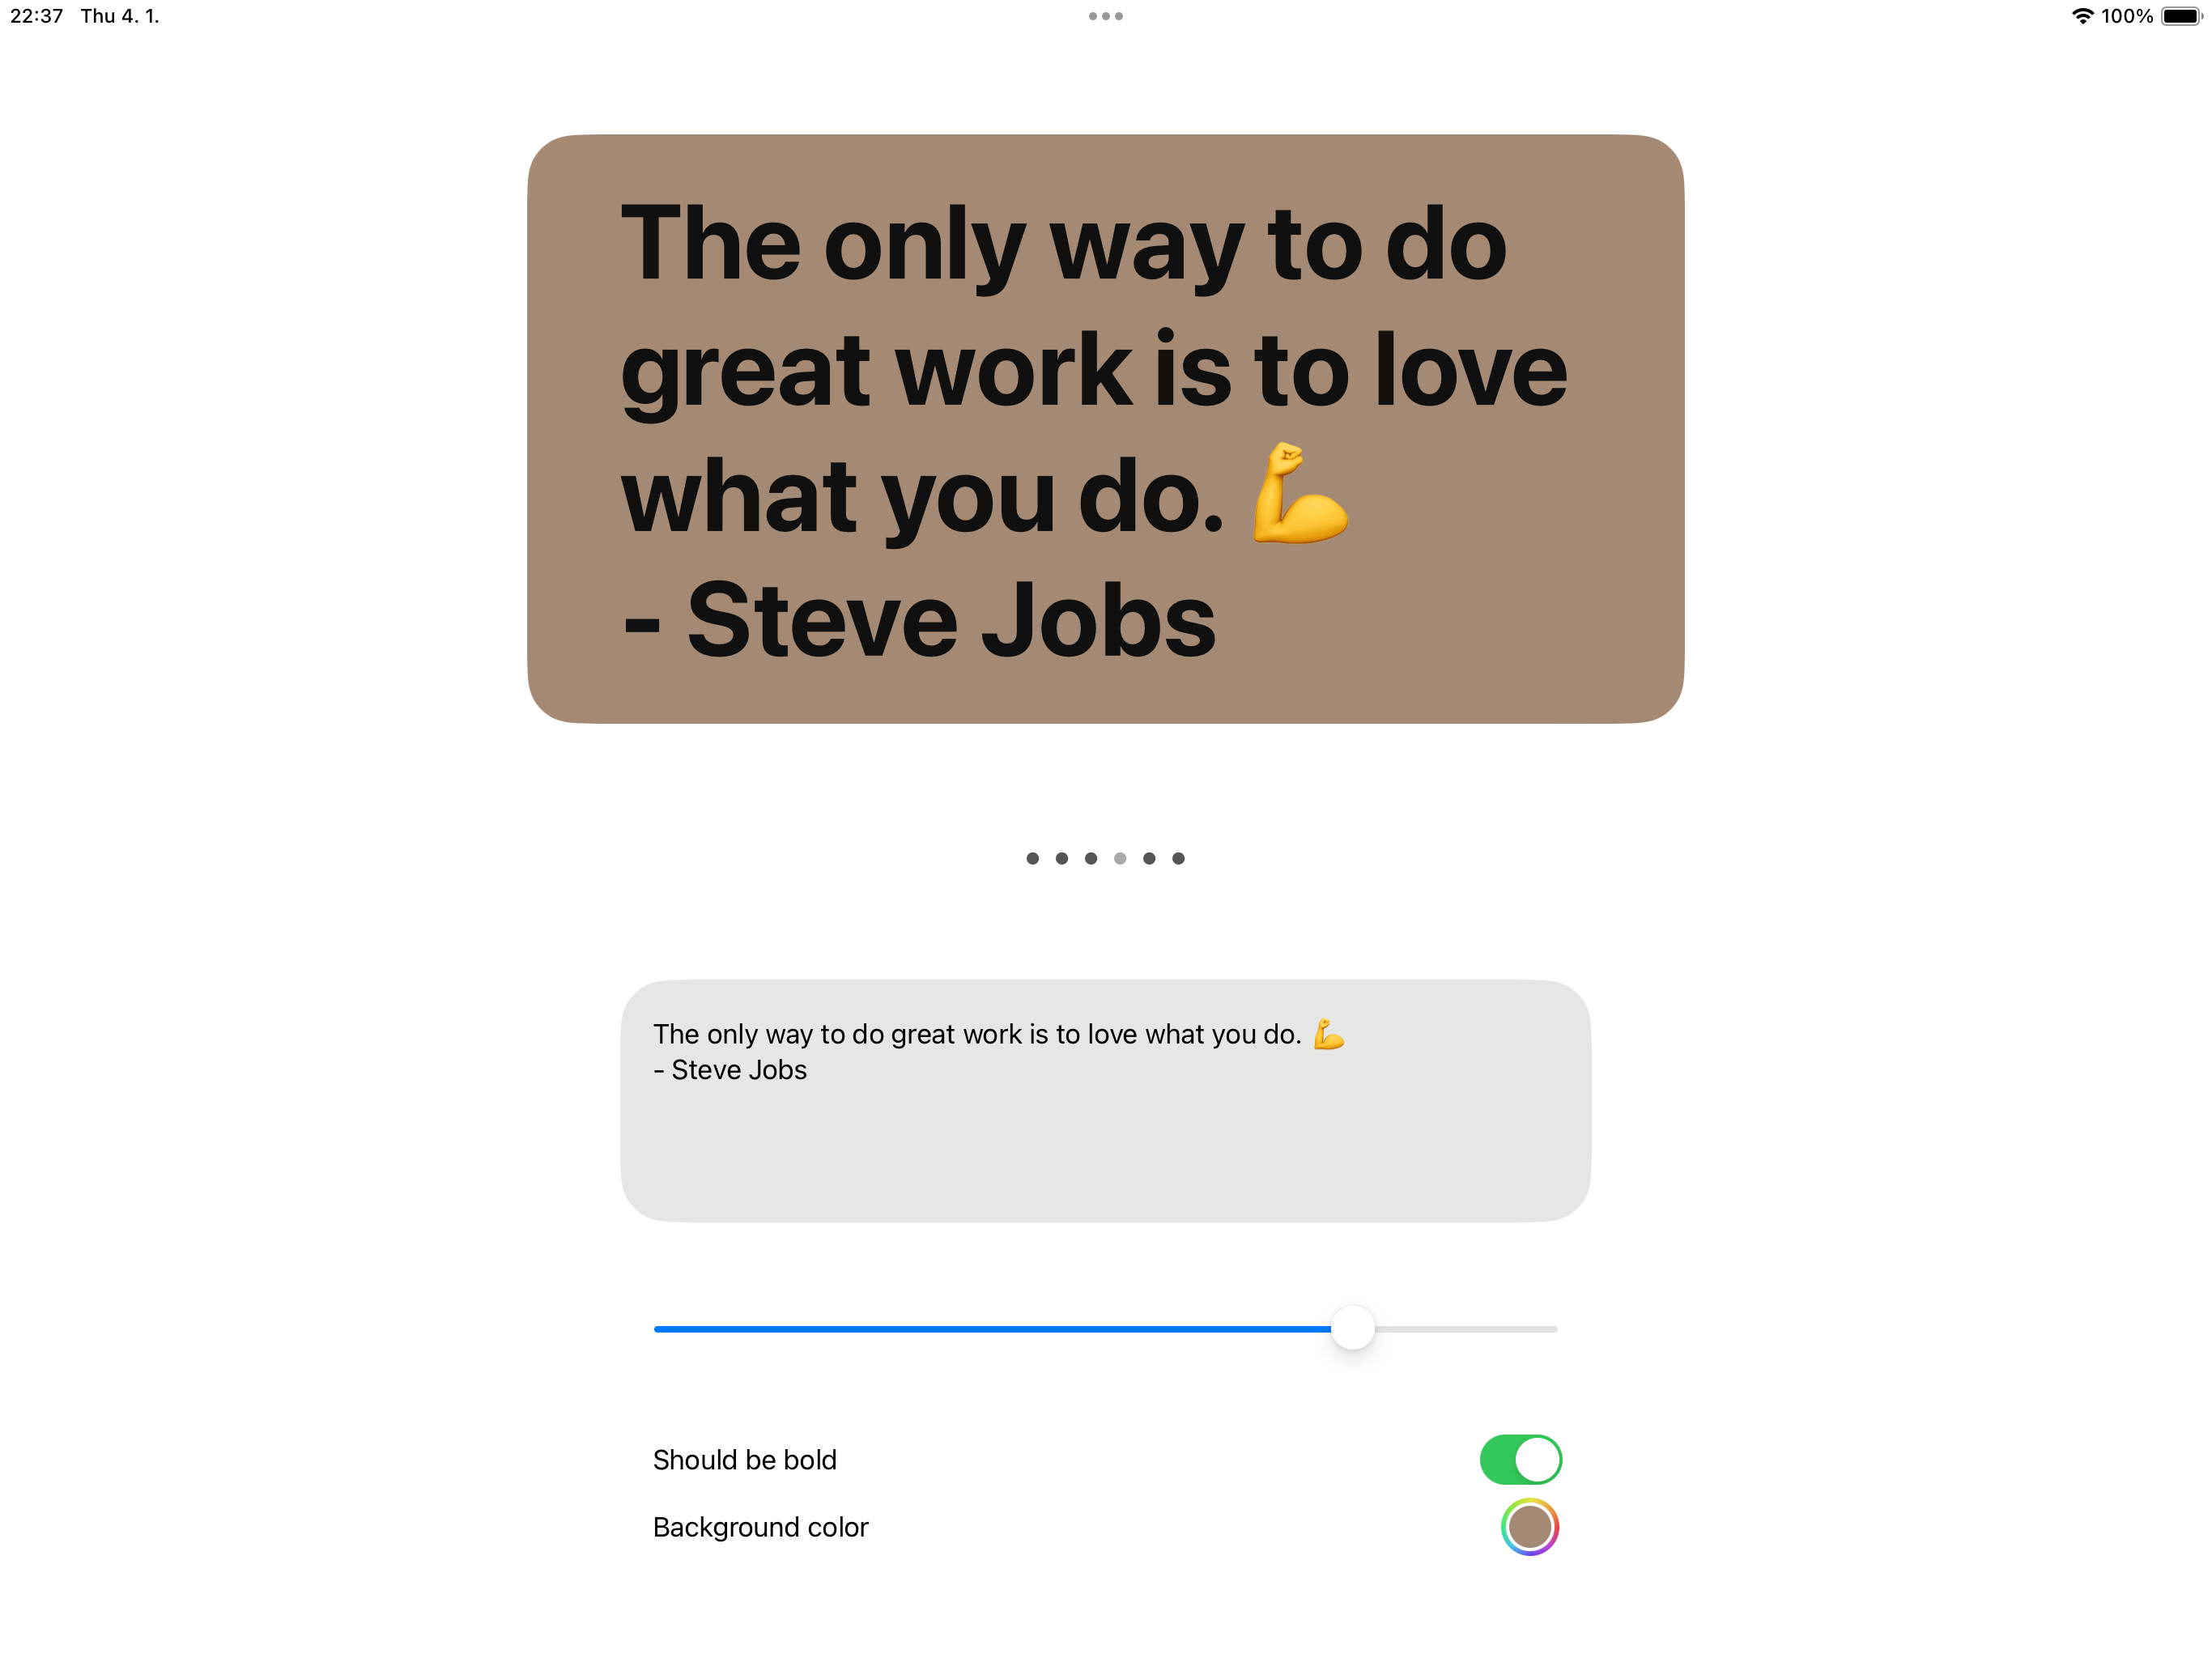 22:37 Thu 4. 1.
100%
The only way to do
great work is to love
what you do. 💪
- Steve Jobs
The only way to do great work is to love what you do. 💪
- Steve Jobs
Should be bold
Background color